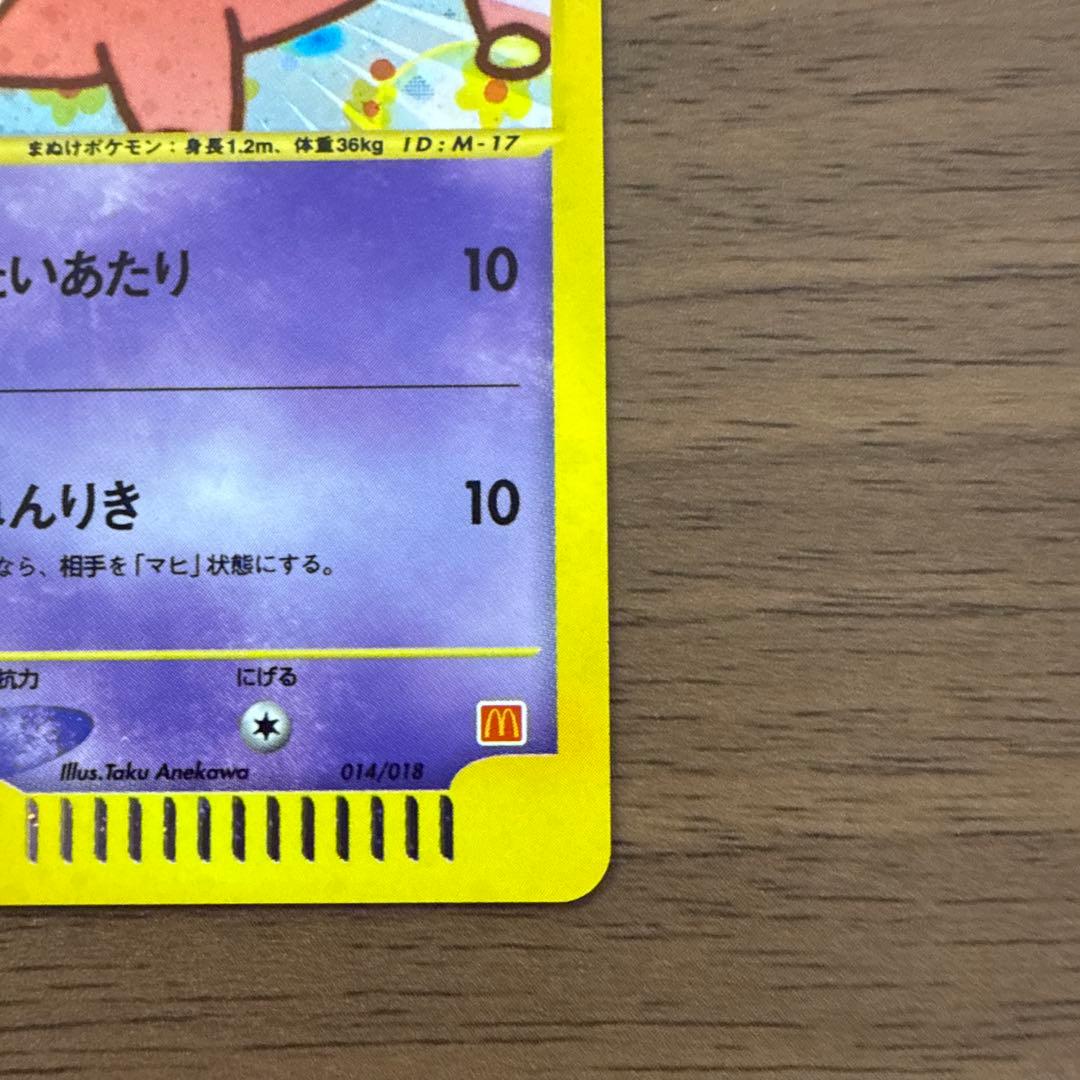 まぬけポケモン：身長1.2m、体重36kg ID:M-17
たいあたり 10
ねんりき 10
なら、相手を「マヒ」状態にする。
抗力 にげる
M
Illus.Taku Anekawa 014/018